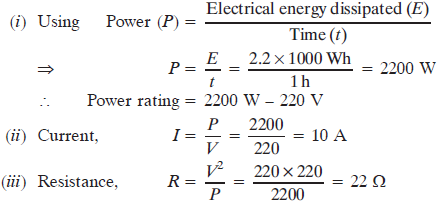 (i) Using Power (P) = Electrical energy dissipated (E) / Time (t)
⇒ P = E / t = 2.2 × 1000 Wh / 1 h = 2200 W
∴ Power rating = 2200 W – 220 V
(ii) Current, I = P / V = 2200 / 220 = 10 A
(iii) Resistance, R = V² / P = 220 × 220 / 2200 = 22 Ω